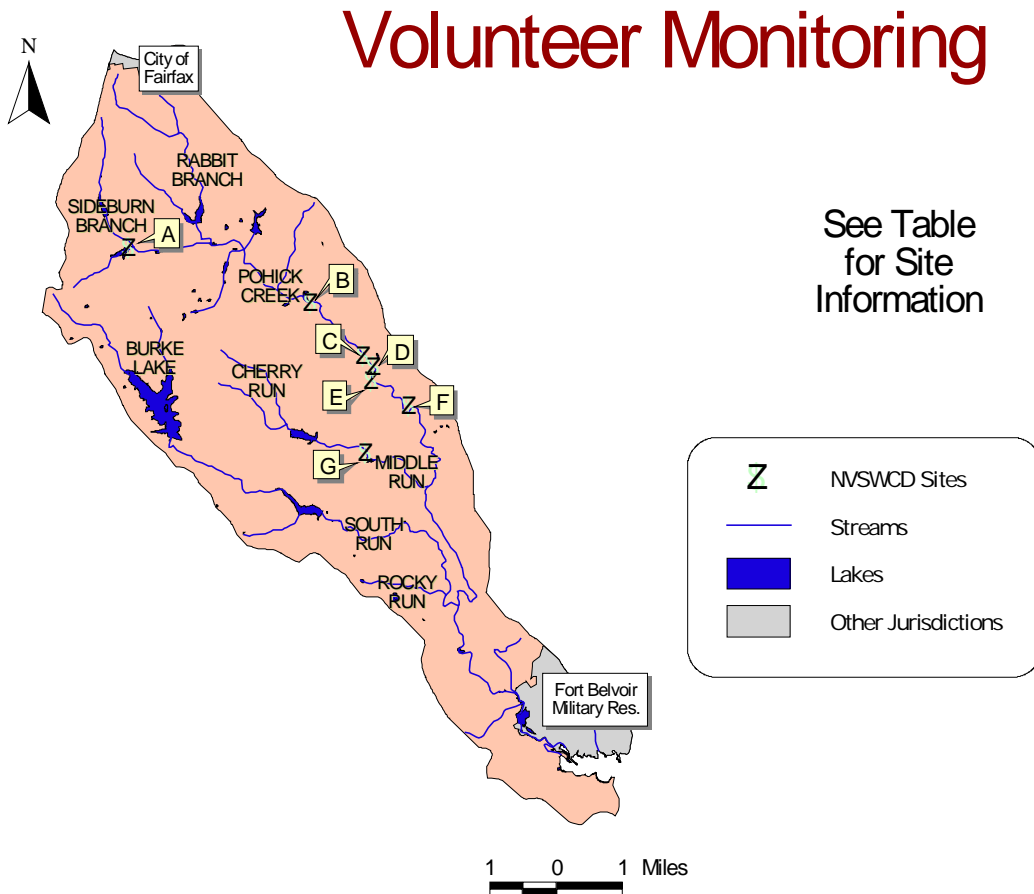 Volunteer Monitoring
N
City of
Fairfax
RABBIT
BRANCH
SIDEBURN
BRANCH
A
See Table
for Site
Information
POHICK
CREEK
B
C
D
BURKE
LAKE
CHERRY
RUN
E
F
G
MIDDLE
RUN
Z NVSWCD Sites
Streams
SOUTH
RUN
Lakes
ROCKY
RUN
Other Jurisdictions
Fort Belvoir
Military Res.
1 0 1 Miles